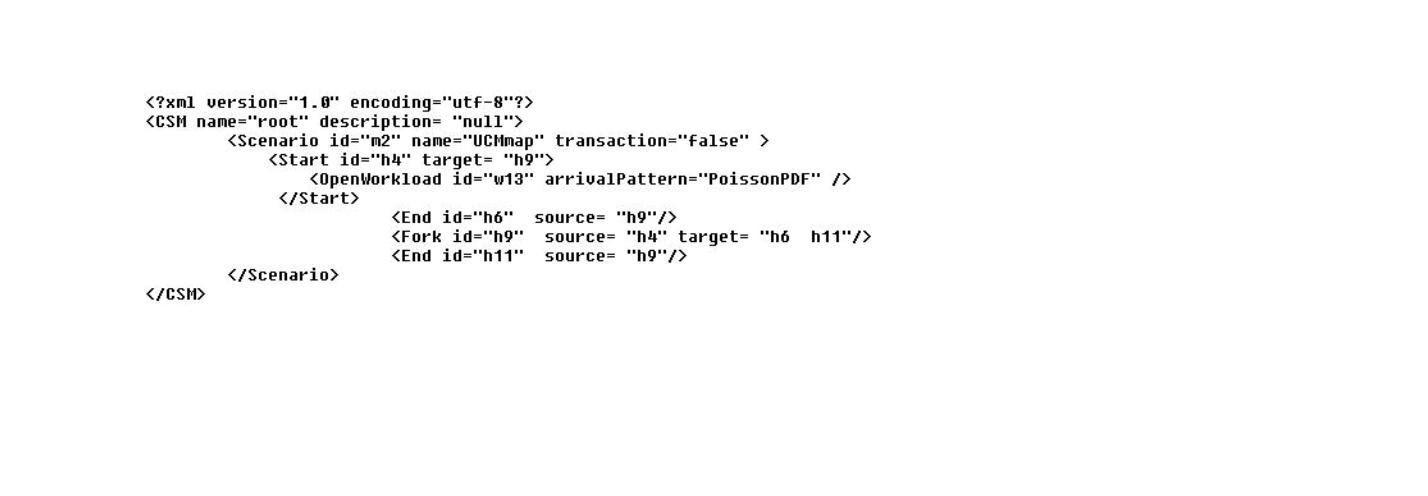 <?xml version="1.0" encoding="utf-8"?>
<CSM name="root" description= "null">
<Scenario id="m2" name="UCMmap" transaction="false" >
<Start id="h4" target= "h9">
<OpenWorkload id="w13" arrivalPattern="PoissonPDF" />
</Start>
<End id="h6"  source= "h9"/>
<Fork id="h9"  source= "h4" target= "h6  h11"/>
<End id="h11"  source= "h9"/>
</Scenario>
</CSM>